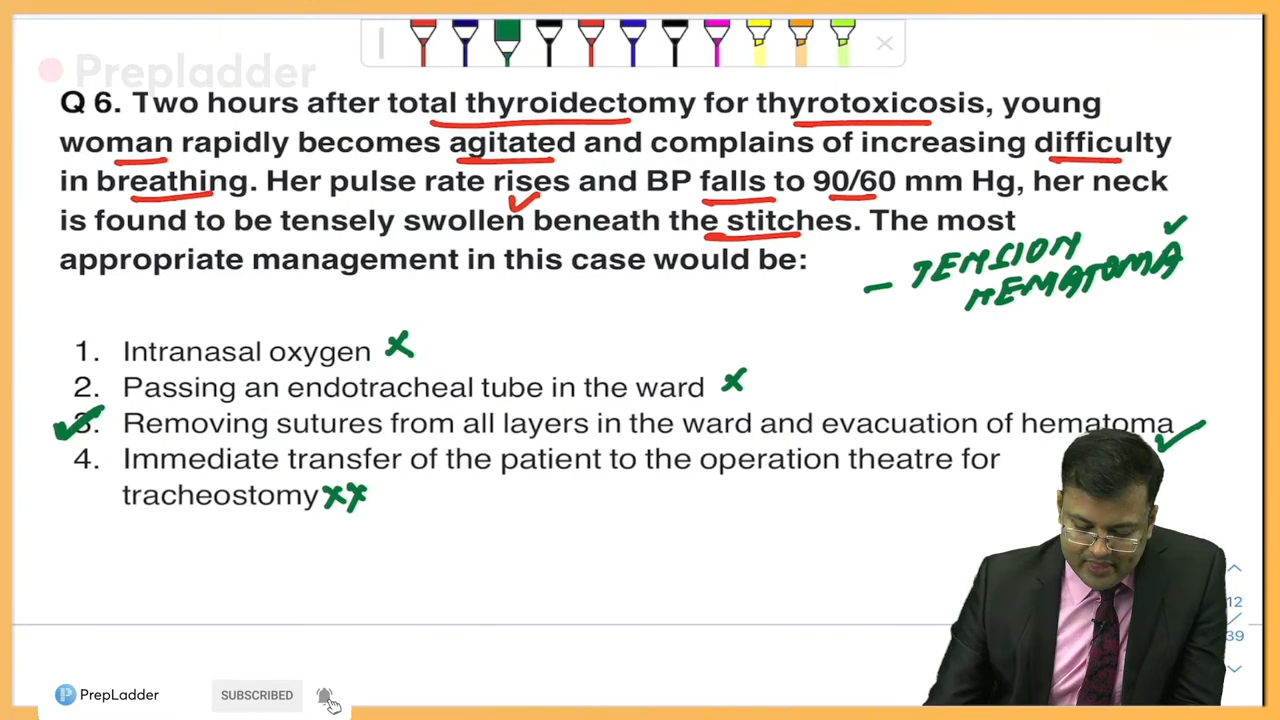 Prepladder
Q 6. Two hours after total thyroidectomy for thyrotoxicosis, young
woman rapidly becomes agitated and complains of increasing difficulty
in breathing. Her pulse rate rises and BP falls to 90/60 mm Hg, her neck
is found to be tensely swollen beneath the stitches. The most
appropriate management in this case would be:
- TENSION
HEMATOMA
1. Intranasal oxygen
2. Passing an endotracheal tube in the ward
3. Removing sutures from all layers in the ward and evacuation of hematoma
4. Immediate transfer of the patient to the operation theatre for
tracheostomy
12
39
PrepLadder
SUBSCRIBED